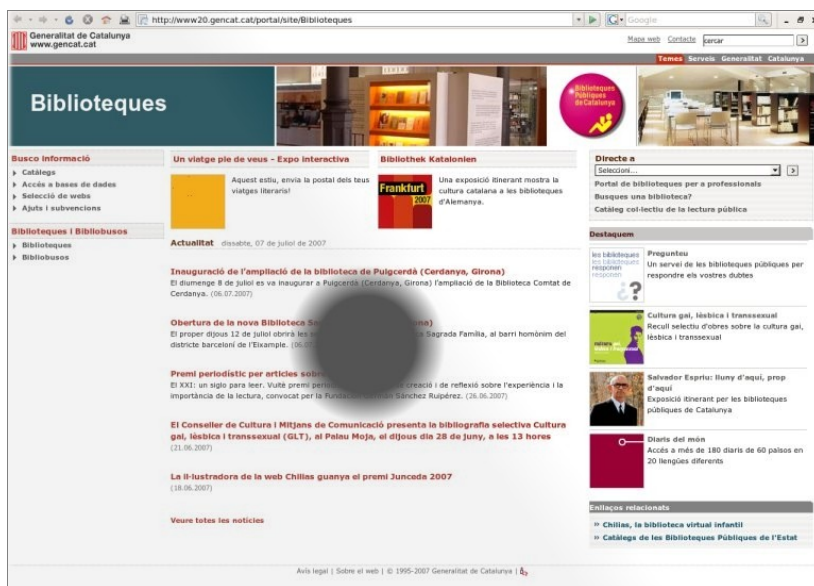 http://www20.gencat.cat/portal/site/Biblioteques
Google
Generalitat de Catalunya
www.gencat.cat
Mapa web Contacte cercar
Temes Serveis Generalitat Catalunya
Biblioteques
Biblioteques
Públiques
de Catalunya
Busco informació
Catàlegs
Accés a bases de dades
Selecció de webs
Ajuts i subvencions
Biblioteques i Bibliobusos
Biblioteques
Bibliobusos
Un viatge ple de veus - Expo interactiva
Aquest estiu, envia la postal dels teus
viatges literaris!
Bibliothek Katalonien
Frankfurt
2007
Una exposició itinerant mostra la
cultura catalana a les biblioteques
d'Alemanya.
Actualitat dissabte, 07 de juliol de 2007
Inauguració de l'ampliació de la biblioteca de Puigcerdà (Cerdanya, Girona)
El diumenge 8 de juliol es va inaugurar a Puigcerdà (Cerdanya, Girona) l'ampliació de la Biblioteca Comtat de
Cerdanya. (06.07.2007)
Obertura de la nova Biblioteca
El proper dijous 12 de juliol obrirà les Sagrada Família, al barri homònim del
districte barceloní de l'Eixample.
Premi periodístic per articles
El XXI: un siglo para leer. Vuitè premi creació i de reflexió sobre l'experiència i la
importància de la lectura, convocat per la Sánchez Ruipérez. (26.06.2007)
El Conseller de Cultura i Mitjans de Comunicació presenta la bibliografia selectiva Cultura
gai, lèsbica i transsexual (GLT), al Palau Moja, el dijous dia 28 de juny, a les 13 hores
(21.06.2007)
La il·lustradora de la web Chilias guanya el premi Junceda 2007
(18.06.2007)
Veure totes les notícies
Directe a
Seleccioni...
Portal de biblioteques per a professionals
Busques una biblioteca?
Catàleg col·lectiu de la lectura pública
Destaquem
les biblioteques
les biblioteques
responen
Pregunteu
Un servei de les biblioteques públiques per
respondre els vostres dubtes
Cultura gai, lèsbica i transsexual
Recull selectiu d'obres sobre la cultura gai,
lèsbica i transsexual
Salvador Espriu: lluny d'aquí, prop
d'aquí
Exposició itinerant per les biblioteques
públiques de Catalunya
Diaris del món
Accés a més de 180 diaris de 60 països en
20 llengües diferents
Enllaços relacionats
Chilias, la biblioteca virtual infantil
Catàlegs de les Biblioteques Públiques de l'Estat
Avís legal | Sobre el web | © 1995-2007 Generalitat de Catalunya |